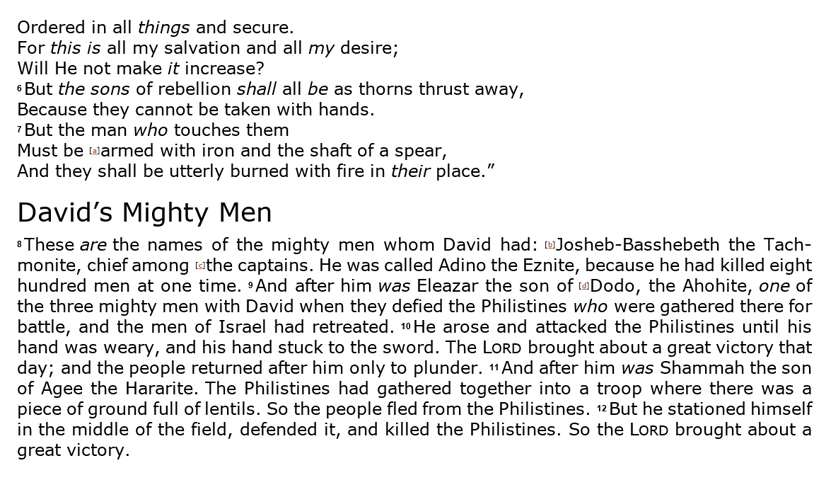 Ordered in all things and secure.
For this is all my salvation and all my desire;
Will He not make it increase?
6 But the sons of rebellion shall all be as thorns thrust away,
Because they cannot be taken with hands.
7 But the man who touches them
Must be [a]armed with iron and the shaft of a spear,
And they shall be utterly burned with fire in their place.”
David’s Mighty Men
8 These are the names of the mighty men whom David had: [b]Josheb-Basshebeth the Tach-
monite, chief among [c]the captains. He was called Adino the Eznite, because he had killed eight
hundred men at one time. 9 And after him was Eleazar the son of [d]Dodo, the Ahohite, one of
the three mighty men with David when they defied the Philistines who were gathered there for
battle, and the men of Israel had retreated. 10 He arose and attacked the Philistines until his
hand was weary, and his hand stuck to the sword. The LORD brought about a great victory that
day; and the people returned after him only to plunder. 11 And after him was Shammah the son
of Agee the Hararite. The Philistines had gathered together into a troop where there was a
piece of ground full of lentils. So the people fled from the Philistines. 12 But he stationed himself
in the middle of the field, defended it, and killed the Philistines. So the LORD brought about a
great victory.